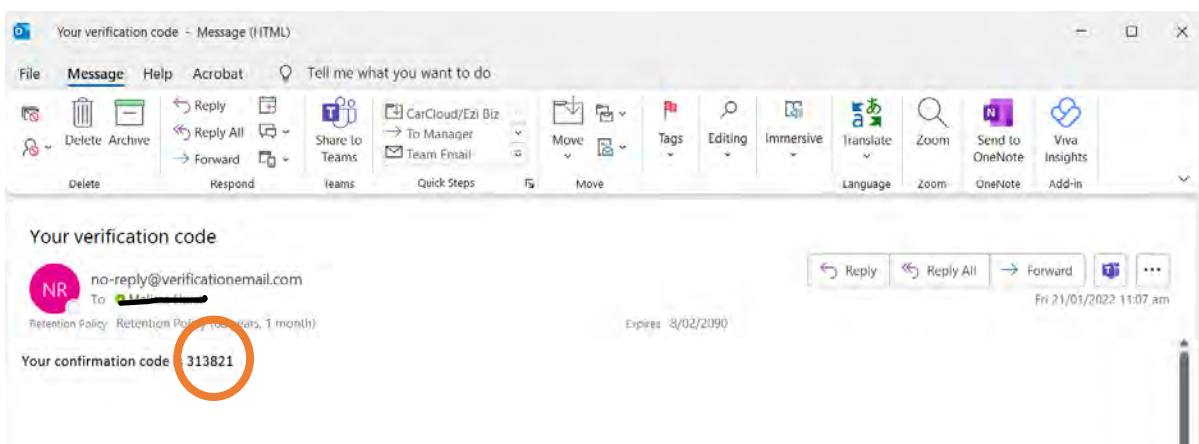 Your verification code - Message (HTML)
File Message Help Acrobat Tell me what you want to do
Delete Archive
Reply
Reply All
Forward
Share to Teams
CarCloud/Ezi Biz
To Manager
Team Email
Move
Tags
Editing
Immersive
Translate
Zoom
Send to OneNote
Viva Insights
Delete Respond Teams Quick Steps Move Language Zoom OneNote Add-in
Your verification code
NR
no-reply@verificationemail.com
Reply Reply All Forward
To
Fri 21/01/2022 11:07 am
Retention Policy Retention Policy years, 1 month) Expires 8/02/2090
Your confirmation code 313821